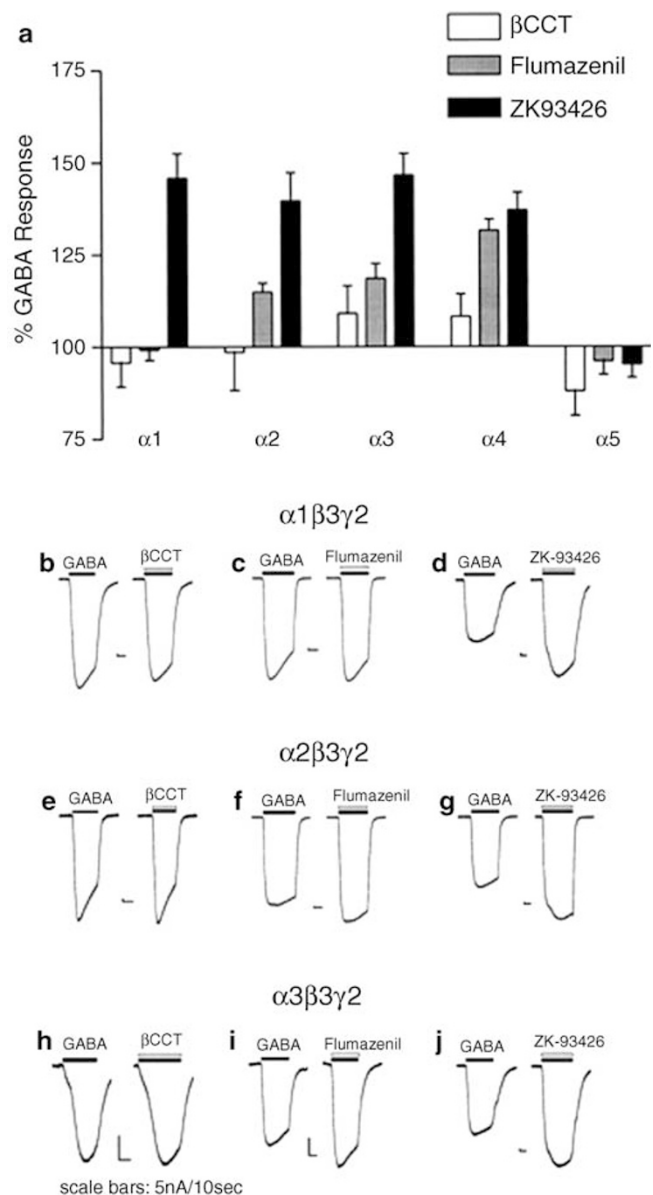 a
βCCT
Flumazenil
ZK93426
% GABA Response
175
150
125
100
75
α1 α2 α3 α4 α5
α1β3γ2
b GABA βCCT c GABA Flumazenil d GABA ZK-93426
α2β3γ2
e GABA βCCT f GABA Flumazenil g GABA ZK-93426
α3β3γ2
h GABA βCCT i GABA Flumazenil j GABA ZK-93426
scale bars: 5nA/10sec